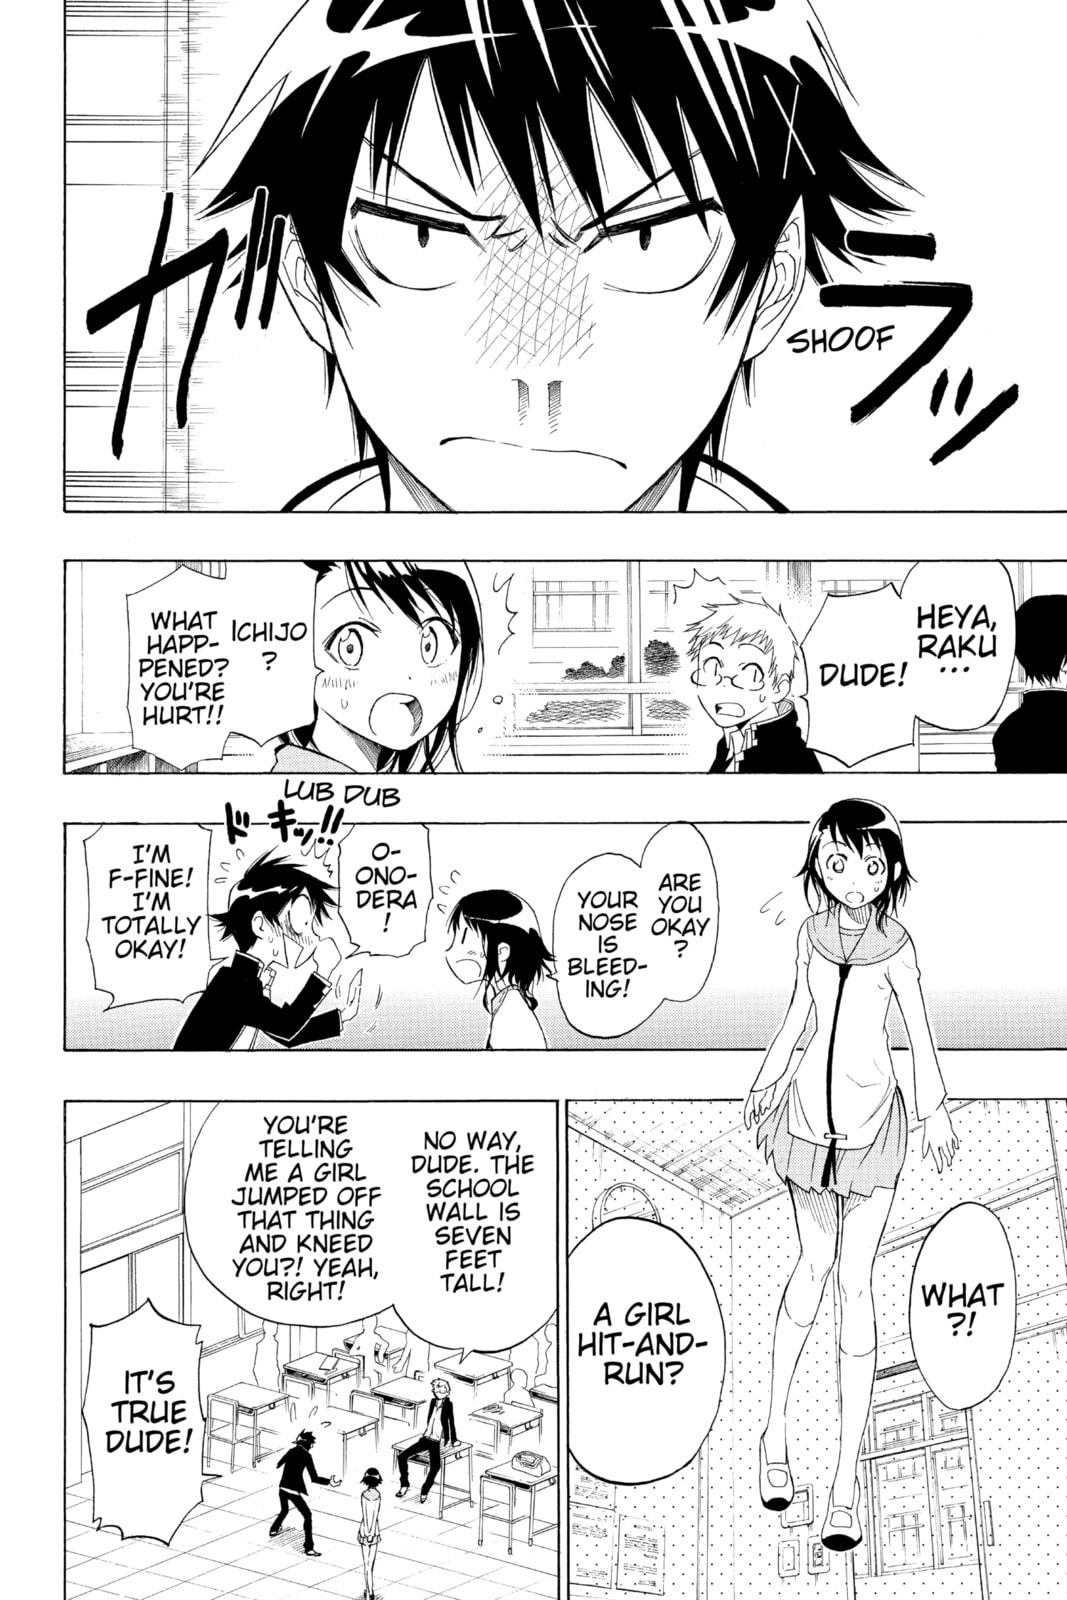 ガラッ
SHOOF
HEYA,
RAKU
...
DUDE!
ICHIJO
?
WHAT
HAPP-
PENED?
YOU'RE
HURT!!
LUB DUB
ドキッ!!
ARE
YOU
OKAY
?
YOUR
NOSE
IS
BLEED-
ING!
O-
ONO-
DERA
!
I'M
F-FINE!
I'M
TOTALLY
OKAY!
WHAT
?!
A GIRL
HIT-AND-
RUN?
NO WAY,
DUDE. THE
SCHOOL
WALL IS
SEVEN
FEET
TALL!
YOU'RE
TELLING
ME A GIRL
JUMPED OFF
THAT THING
AND KNEED
YOU?! YEAH,
RIGHT!
IT'S
TRUE
DUDE!